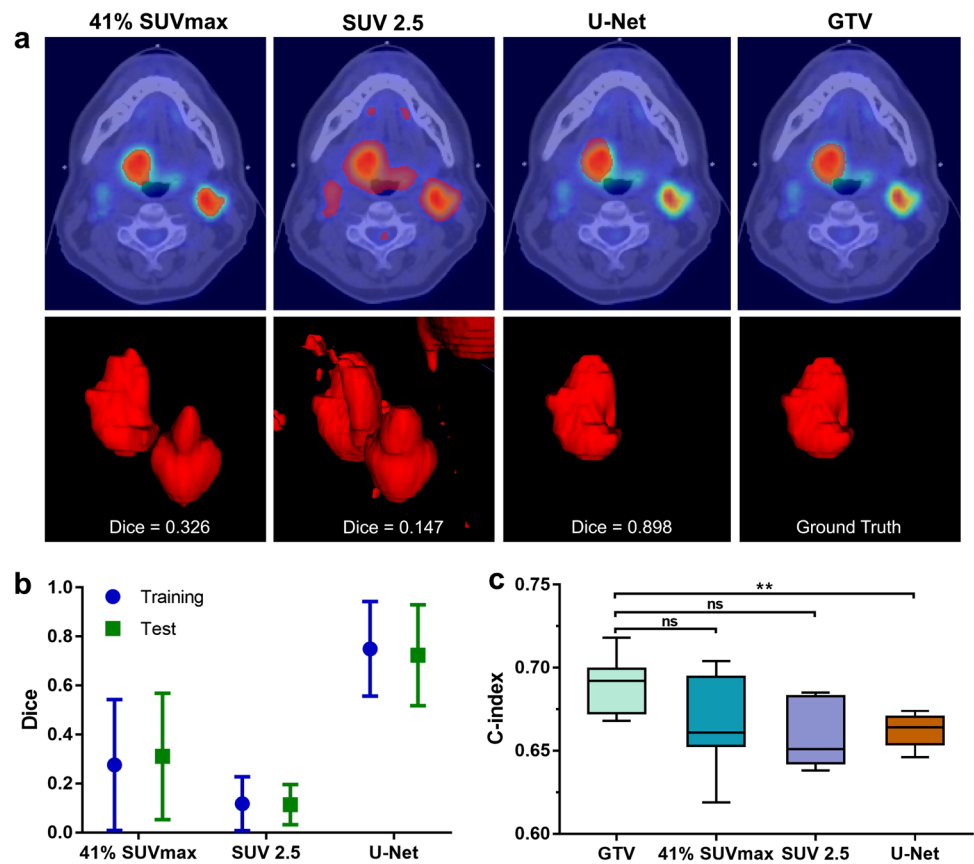 a
41% SUVmax SUV 2.5 U-Net GTV
Dice = 0.326 Dice = 0.147 Dice = 0.898 Ground Truth
b
1.0
0.8
0.6
0.4
0.2
0.0
Dice
Training
Test
41% SUVmax SUV 2.5 U-Net
c
0.75
0.70
0.65
0.60
C-index
**
ns
ns
GTV 41% SUVmax SUV 2.5 U-Net